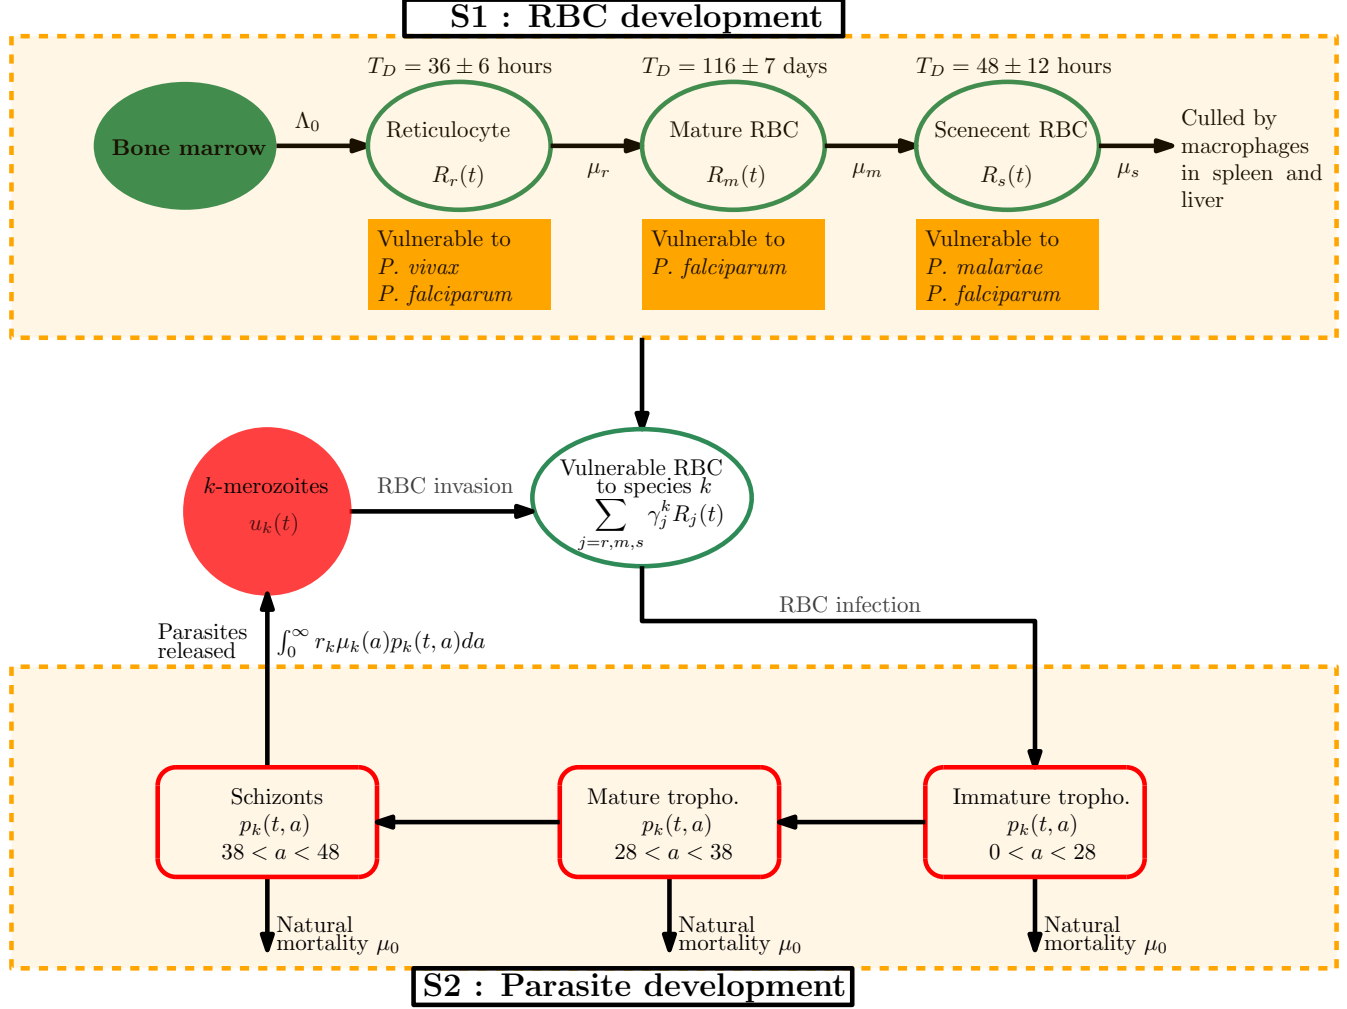 S1 : RBC development
T_D = 36 ± 6 hours
T_D = 116 ± 7 days
T_D = 48 ± 12 hours
Bone marrow
Λ_0
Reticulocyte
R_r(t)
μ_r
Mature RBC
R_m(t)
μ_m
Scenecent RBC
R_s(t)
μ_s
Culled by
macrophages
in spleen and
liver
Vulnerable to
P. vivax
P. falciparum
Vulnerable to
P. falciparum
Vulnerable to
P. malariae
P. falciparum
k-merozoites
u_k(t)
RBC invasion
Vulnerable RBC
to species k
∑_{j=r,m,s} γ_j^k R_j(t)
RBC infection
Parasites
released
∫_0^∞ r_k μ_k(a) p_k(t, a) da
Schizonts
p_k(t, a)
38 < a < 48
Mature tropho.
p_k(t, a)
28 < a < 38
Immature tropho.
p_k(t, a)
0 < a < 28
Natural
mortality μ_0
Natural
mortality μ_0
Natural
mortality μ_0
S2 : Parasite development